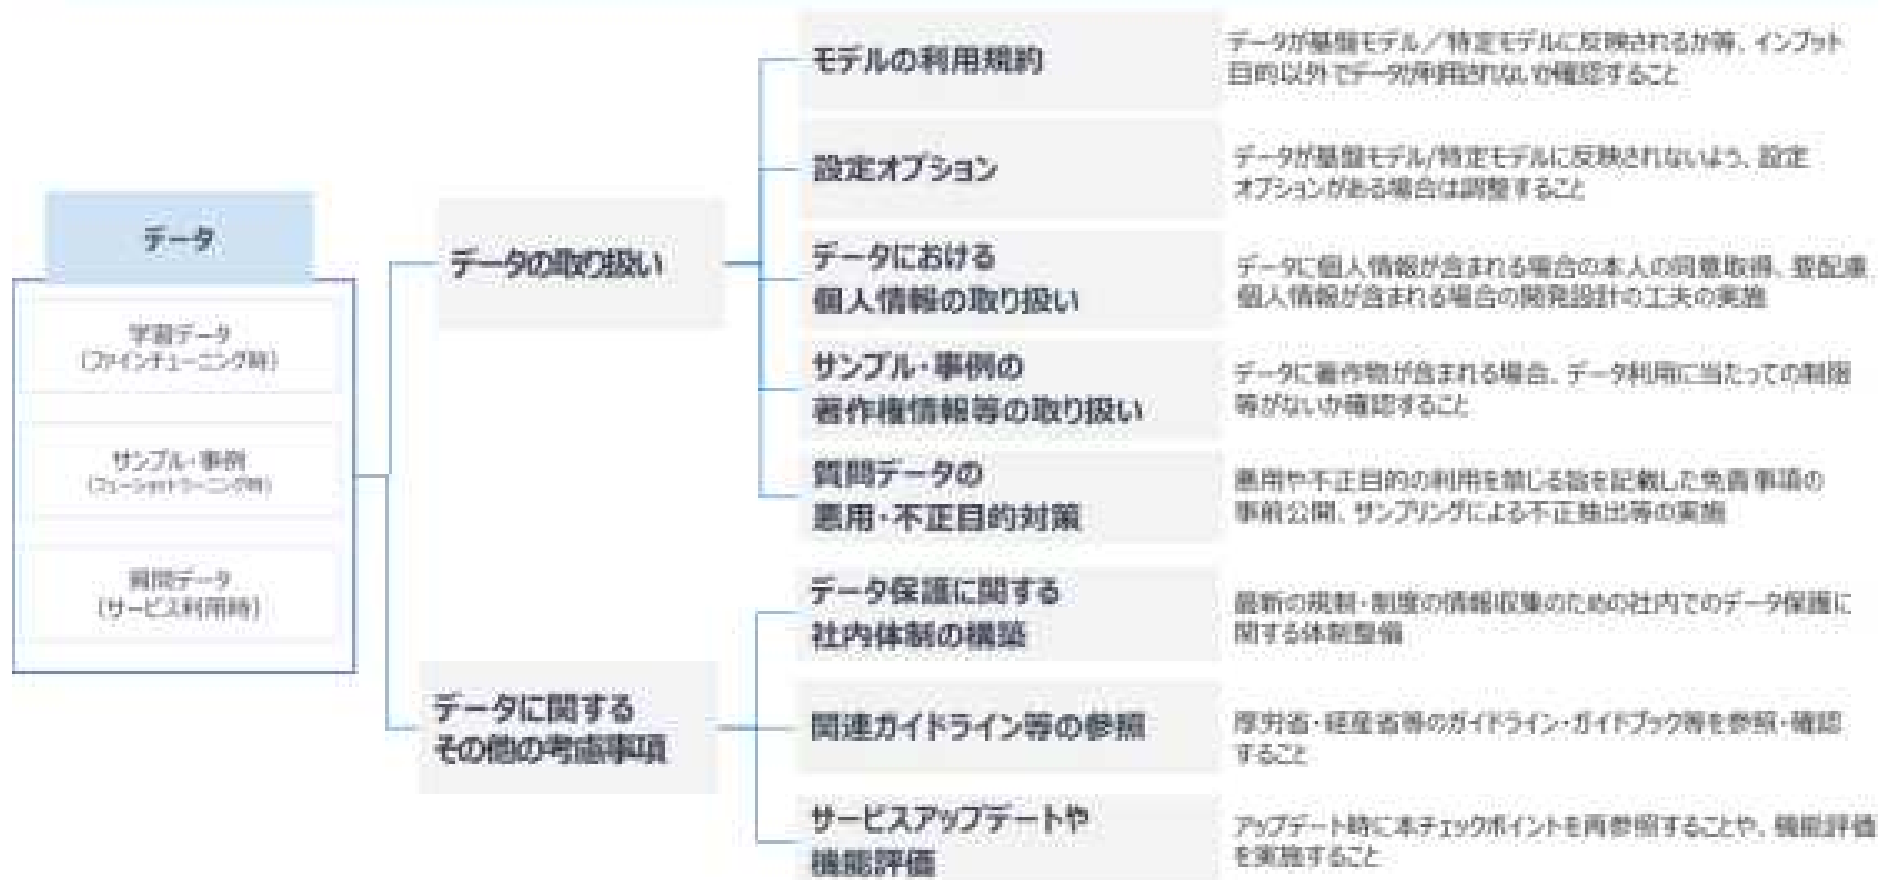 データ
学習データ
(ファインチューニング時)
サンプル・事例
(フューショットラーニング時)
質問データ
(サービス利用時)
データの取り扱い
モデルの利用規約
データが基盤モデル／特定モデルに反映されるか等、インプット
目的以外でデータが利用されないか確認すること
設定オプション
データが基盤モデル/特定モデルに反映されないよう、設定
オプションがある場合は調整すること
データにおける
個人情報の取り扱い
データに個人情報が含まれる場合の本人の同意取得、要配慮
個人情報が含まれる場合の開発設計の工夫の実施
サンプル・事例の
著作権情報等の取り扱い
データに著作物が含まれる場合、データ利用に当たっての制限
等がないか確認すること
質問データの
悪用・不正目的対策
悪用や不正目的の利用を禁じる旨を記載した免責事項の
事前公開、サンプリングによる不正抽出等の実施
データに関する
その他の考慮事項
データ保護に関する
社内体制の構築
最新の規制・制度の情報収集のための社内でのデータ保護に
関する体制整備
関連ガイドライン等の参照
厚労省・経産省等のガイドライン・ガイドブック等を参照・確認
すること
サービスアップデートや
機能評価
アップデート時に本チェックポイントを再参照することや、機能評価
を実施すること